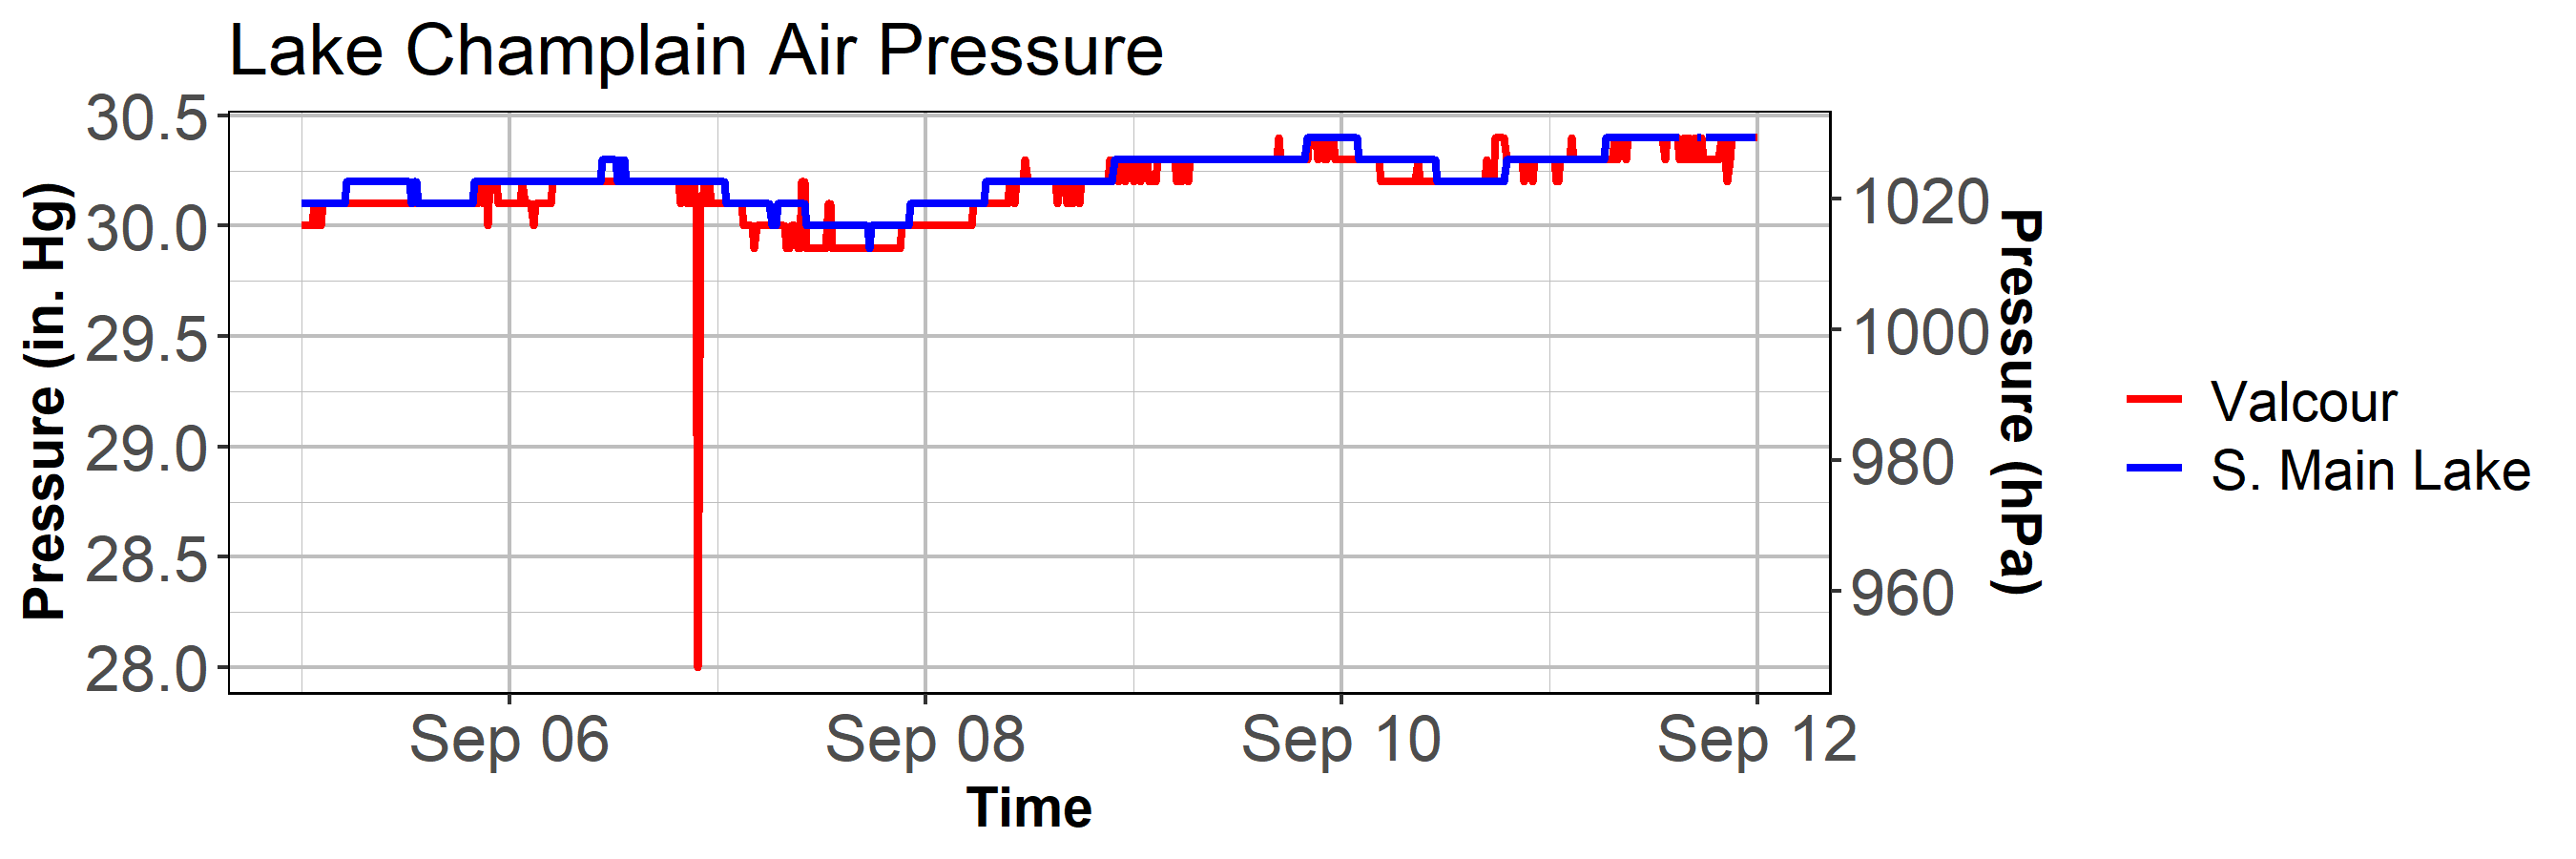 Lake Champlain Air Pressure
Pressure (in. Hg)
30.5
30.0
29.5
29.0
28.5
28.0
1020
1000
980
960
Pressure (hPa)
Valcour
S. Main Lake
Sep 06 Sep 08 Sep 10 Sep 12
Time